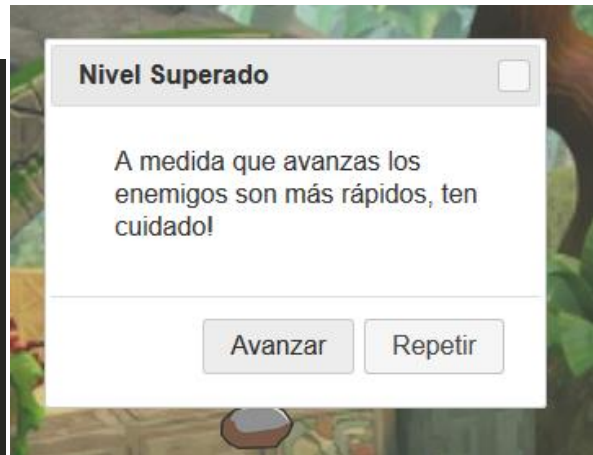 Nivel Superado
A medida que avanzas los
enemigos son más rápidos, ten
cuidado!
Avanzar
Repetir